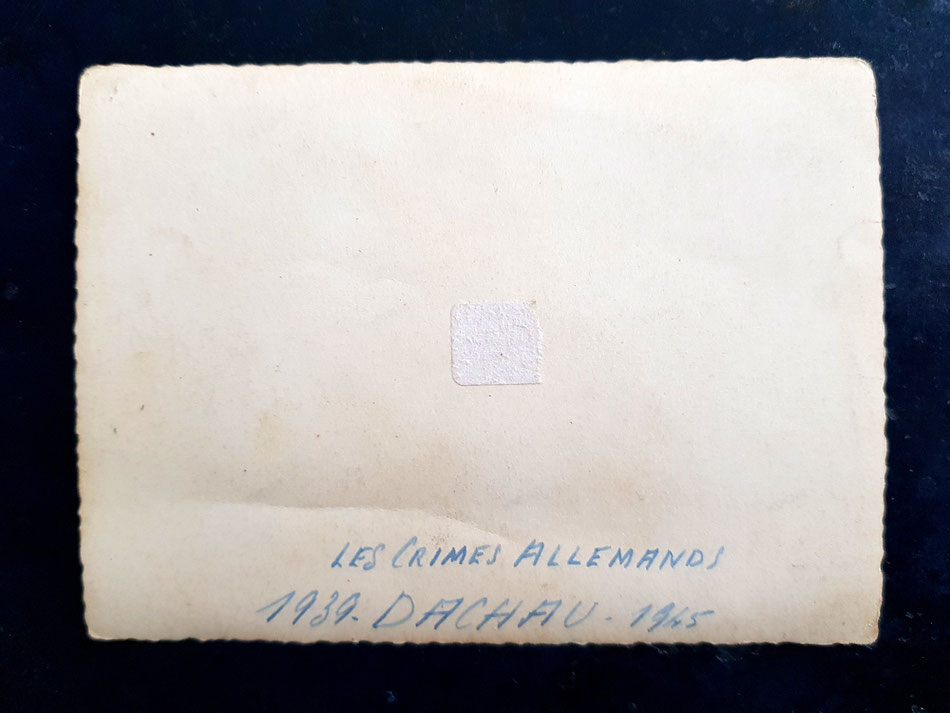 LES CRIMES ALLEMANDS
1939. DACHAU - 1945